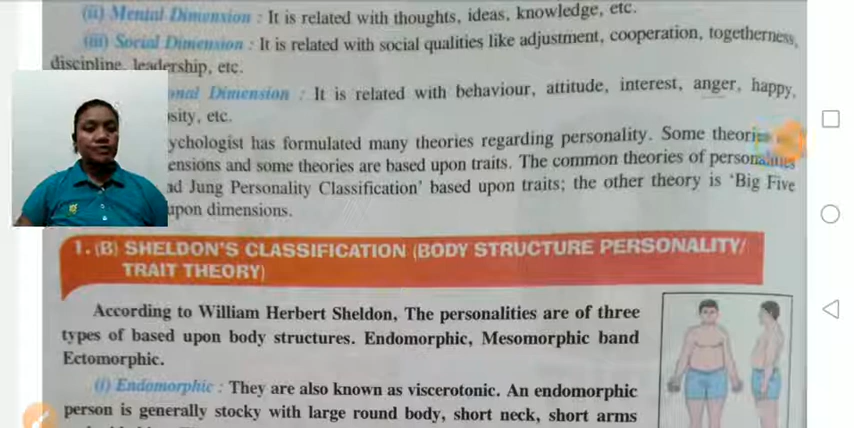 (ii) Mental Dimension : It is related with thoughts, ideas, knowledge, etc.
(iii) Social Dimension : It is related with social qualities like adjustment, cooperation, togetherness,
discipline, leadership, etc.
onal Dimension : It is related with behaviour, attitude, interest, anger, happy,
sity, etc.
ychologist has formulated many theories regarding personality. Some theories
ensions and some theories are based upon traits. The common theories of personalities
ad Jung Personality Classification' based upon traits; the other theory is 'Big Five
upon dimensions.
1. (B) SHELDON'S CLASSIFICATION (BODY STRUCTURE PERSONALITY/
TRAIT THEORY)
According to William Herbert Sheldon, The personalities are of three
types of based upon body structures. Endomorphic, Mesomorphic band
Ectomorphic.
(i) Endomorphic : They are also known as viscerotonic. An endomorphic
person is generally stocky with large round body, short neck, short arms